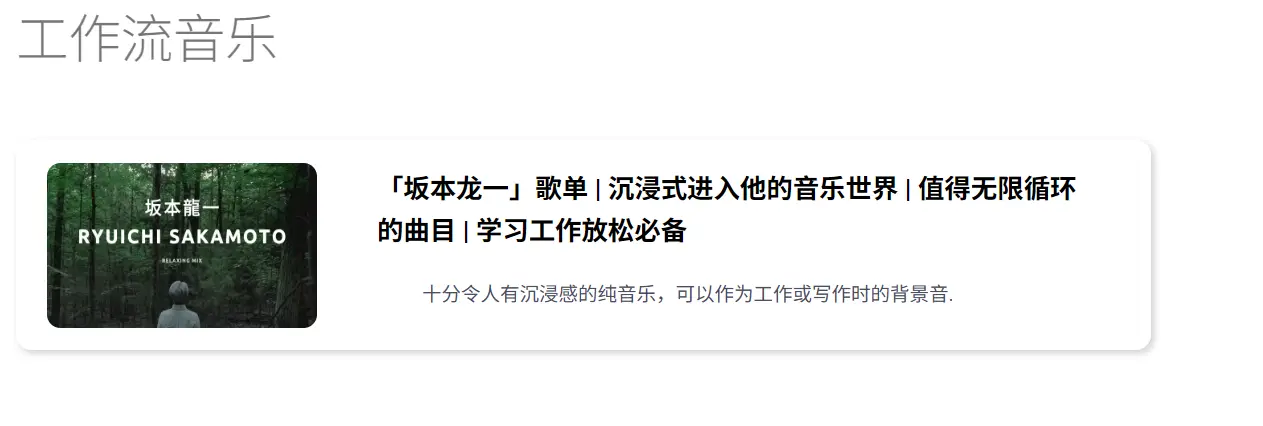 工作流音乐
坂本龍一
RYUICHI SAKAMOTO
RELAXING MIX
「坂本龙一」歌单 | 沉浸式进入他的音乐世界 | 值得无限循环
的曲目 | 学习工作放松必备
十分令人有沉浸感的纯音乐，可以作为工作或写作时的背景音.